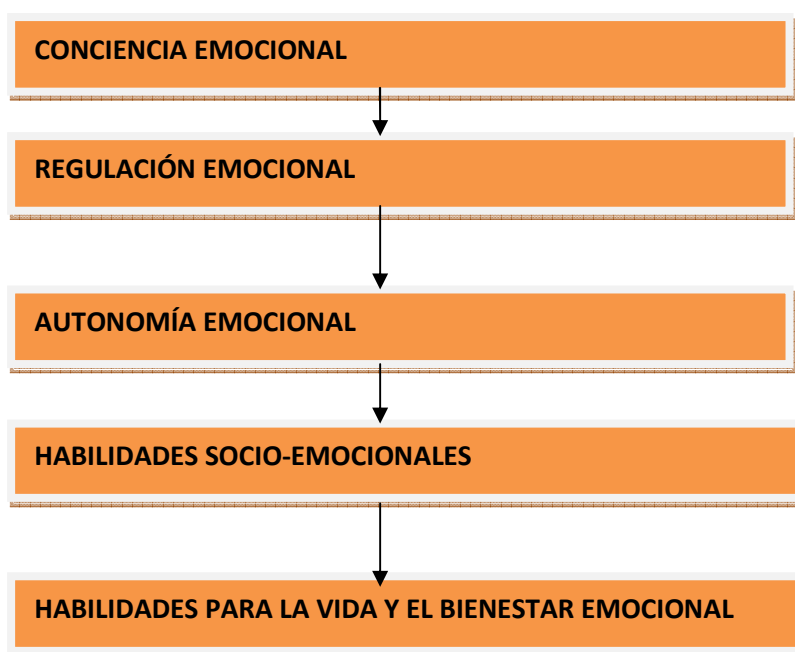 CONCIENCIA EMOCIONAL
REGULACIÓN EMOCIONAL
AUTONOMÍA EMOCIONAL
HABILIDADES SOCIO-EMOCIONALES
HABILIDADES PARA LA VIDA Y EL BIENESTAR EMOCIONAL